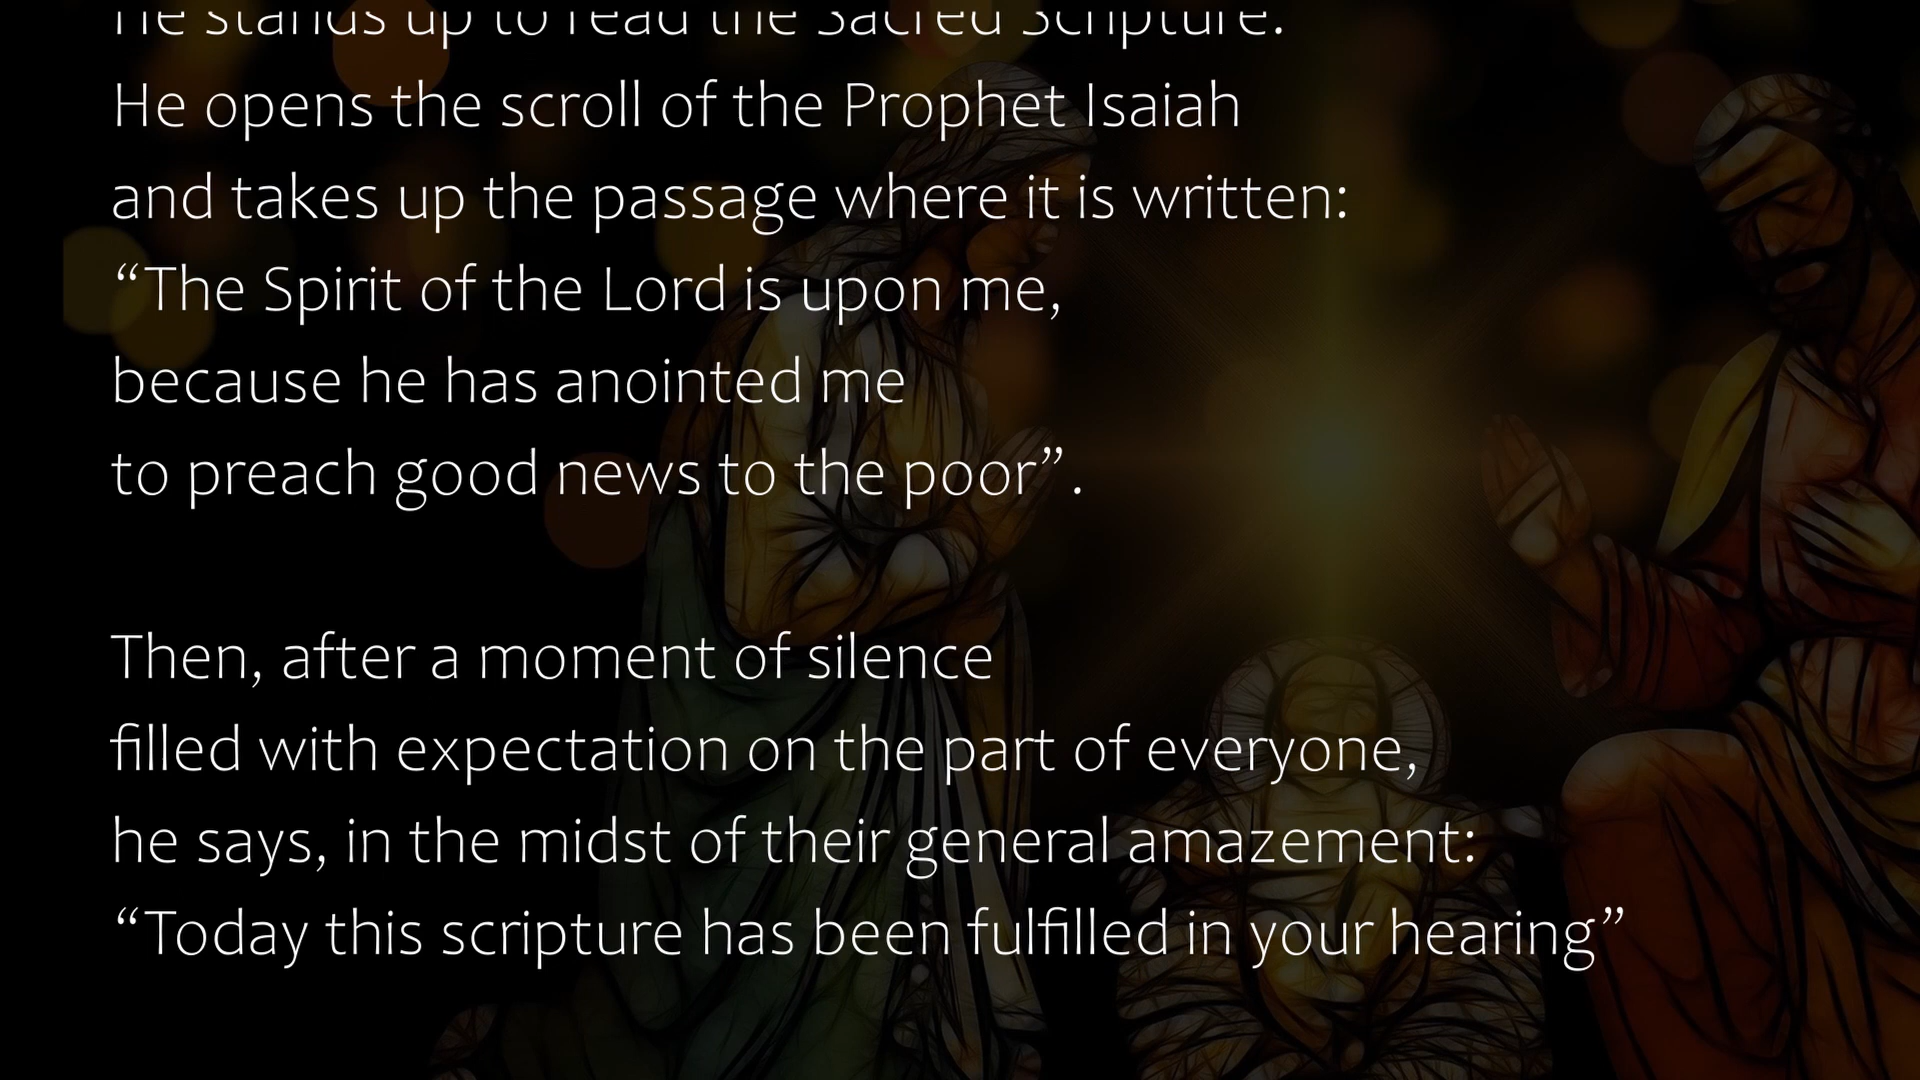 He stands up to read the Sacred Scripture.
He opens the scroll of the Prophet Isaiah
and takes up the passage where it is written:
“The Spirit of the Lord is upon me,
because he has anointed me
to preach good news to the poor” .
Then, after a moment of silence
filled with expectation on the part of everyone,
he says, in the midst of their general amazement:
“Today this scripture has been fulfilled in your hearing”